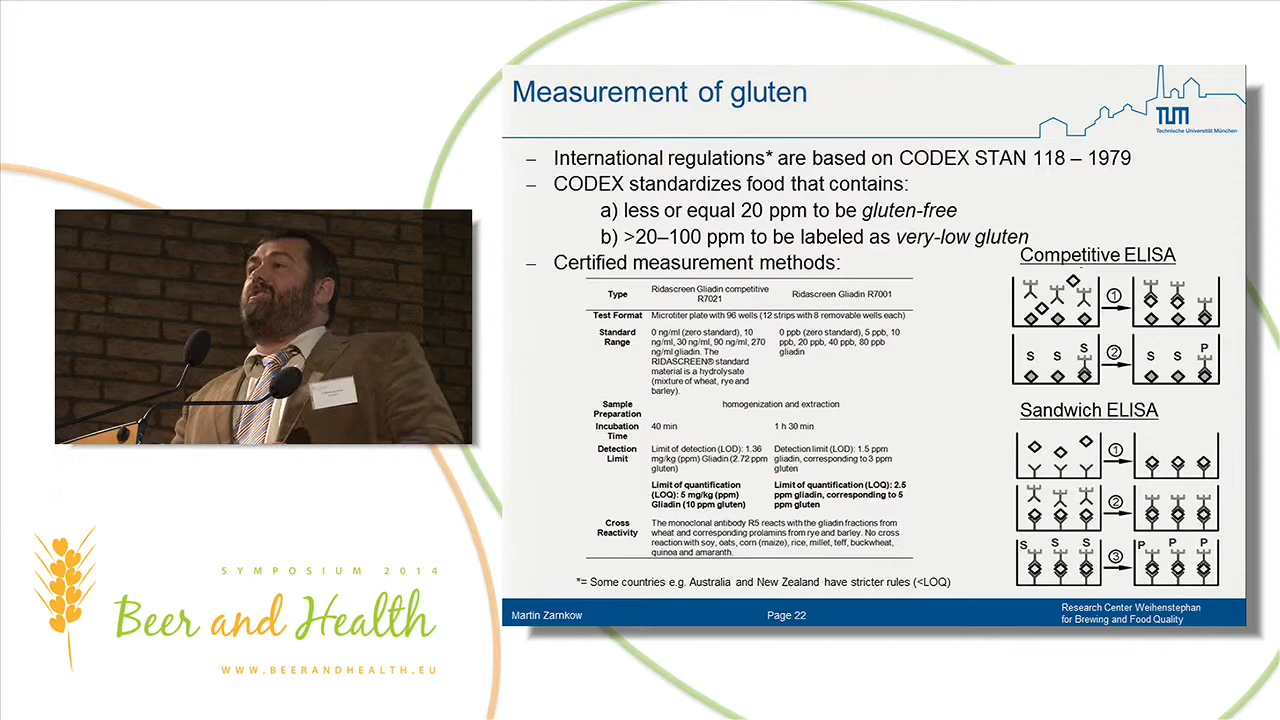 Measurement of gluten
TUM
Technische Universität München
– International regulations* are based on CODEX STAN 118 – 1979
– CODEX standardizes food that contains:
a) less or equal 20 ppm to be gluten-free
b) >20–100 ppm to be labeled as very-low gluten
– Certified measurement methods:
Type
Ridascreen Gliadin competitive
R7021
Ridascreen Gliadin R7001
Test Format
Microtiter plate with 96 wells (12 strips with 8 removable wells each)
Standard
Range
0 ng/ml (zero standard), 10
ng/ml, 30 ng/ml, 90 ng/ml, 270
ng/ml gliadin. The
RIDASCREEN® standard
material is a hydrolysate
(mixture of wheat, rye and
barley).
0 ppb (zero standard), 5 ppb, 10
ppb, 20 ppb, 40 ppb, 80 ppb
gliadin
Sample
Preparation
homogenization and extraction
Incubation
Time
40 min
1 h 30 min
Detection
Limit
Limit of detection (LOD): 1.36
mg/kg (ppm) Gliadin (2.72 ppm
gluten)
Detection limit (LOD): 1.5 ppm
gliadin, corresponding to 3 ppm
gluten
Limit of quantification
(LOQ): 5 mg/kg (ppm)
Gliadin (10 ppm gluten)
Limit of quantification (LOQ): 2.5
ppm gliadin, corresponding to 5
ppm gluten
Cross
Reactivity
The monoclonal antibody R5 reacts with the gliadin fractions from
wheat and corresponding prolamins from rye and barley. No cross
reaction with soy, oats, corn (maize), rice, millet, teff, buckwheat,
quinoa and amaranth.
Competitive ELISA
1
S S S 2 S S P
Sandwich ELISA
1
2
S S S 3 P P P
*= Some countries e.g. Australia and New Zealand have stricter rules (<LOQ)
Martin Zarnkow
Page 22
Research Center Weihenstephan
for Brewing and Food Quality
SYMPOSIUM 2014
Beer and Health
WWW.BEERANDHEALTH.EU